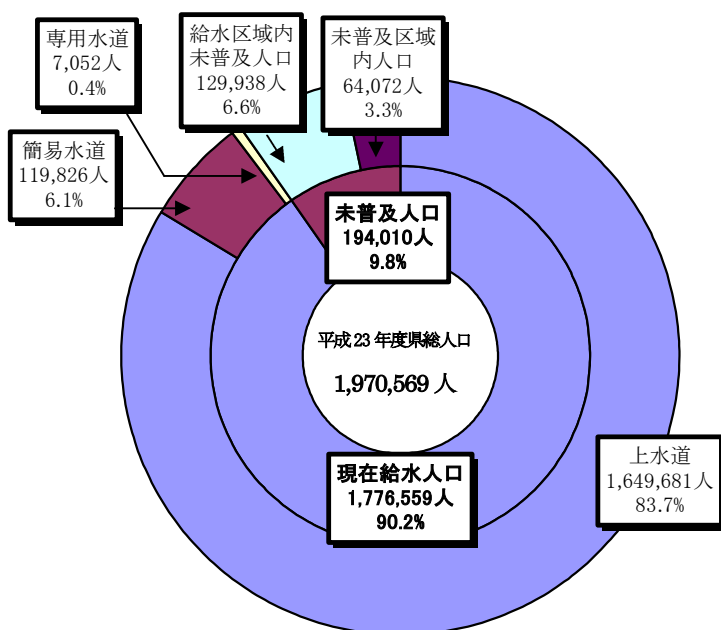 専用水道
7,052人
0.4%
給水区域内
未普及人口
129,938人
6.6%
未普及区域
内人口
64,072人
3.3%
簡易水道
119,826人
6.1%
未普及人口
194,010人
9.8%
平成23年度県総人口
1,970,569人
現在給水人口
1,776,559人
90.2%
上水道
1,649,681人
83.7%